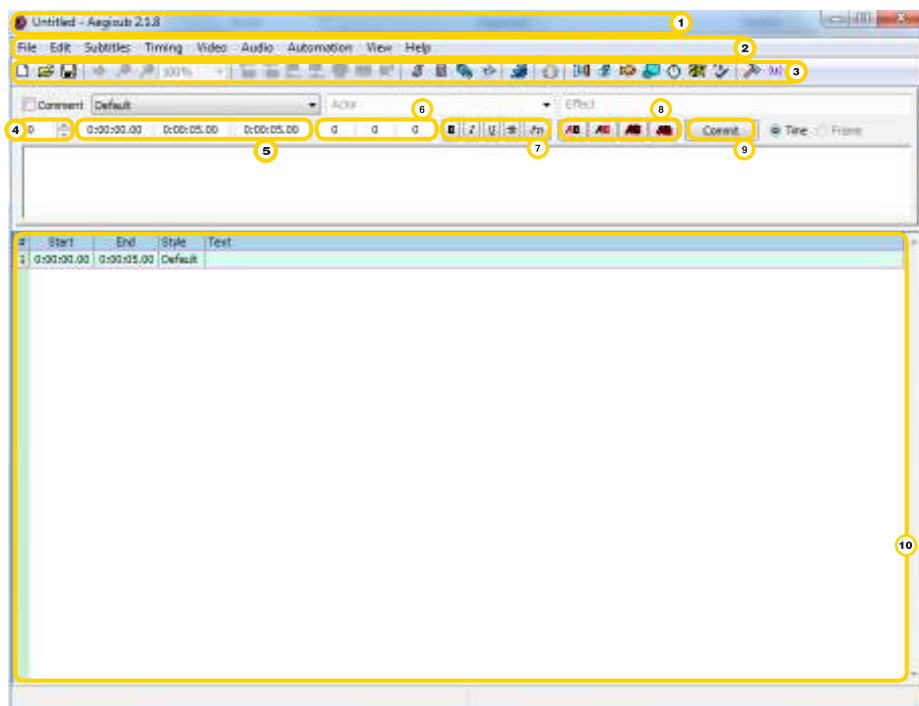 Untitled - Aegisub 2.1.8
1
File Edit Subtitles Timing Video Audio Automation View Help
2
100%
3
Comment Default Actor Effect
6
8
4
0 0:00:00.00 0:00:05.00 0:00:05.00 0 0 0 B I U fn AB AB AB AB Commit Time Frame
5
7
9
# Start End Style Text
1 0:00:00.00 0:00:05.00 Default
10